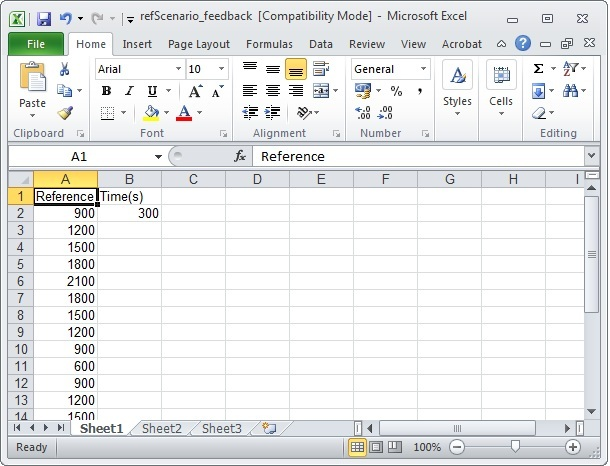 refScenario_feedback [Compatibility Mode] - Microsoft Excel
File Home Insert Page Layout Formulas Data Review View Acrobat
Paste Arial 10 General Styles Cells
B I U A $ % ,
Clipboard Font Alignment Number Editing
A1 fx Reference
A B C D E F G H I
1 Reference Time(s)
2 900 300
3 1200
4 1500
5 1800
6 2100
7 1800
8 1500
9 1200
10 900
11 600
12 900
13 1200
14 1500
Sheet1 Sheet2 Sheet3
Ready 100%